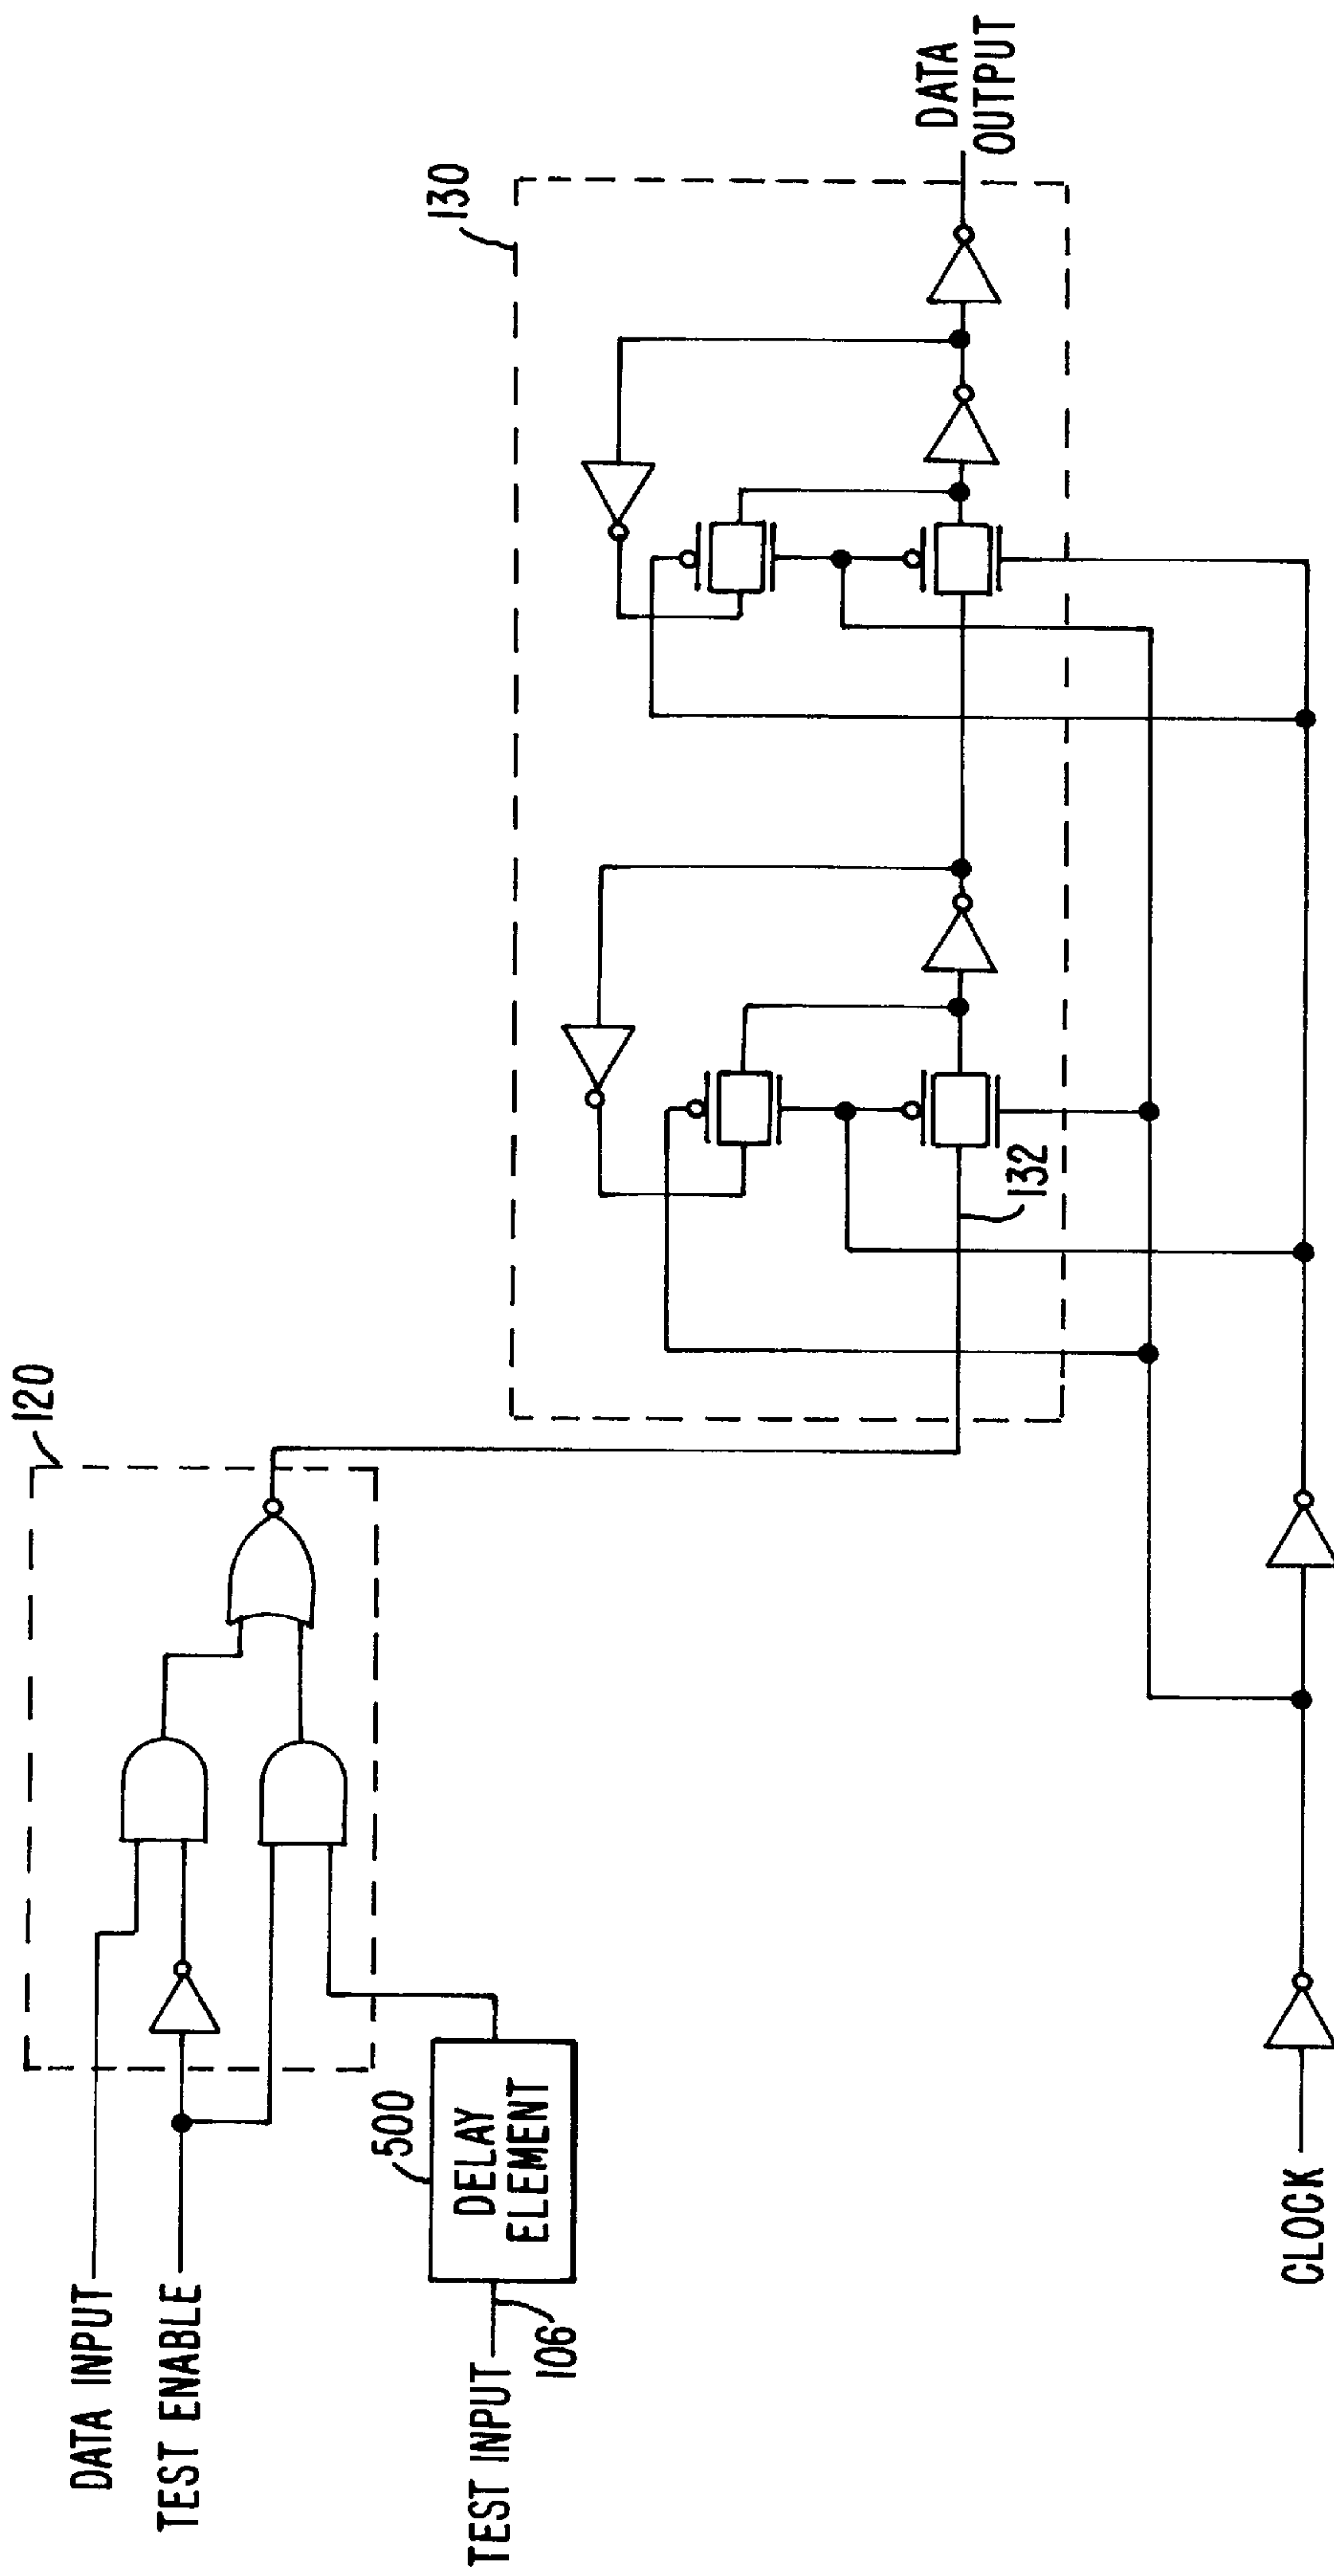 DATA INPUT
TEST ENABLE
TEST INPUT
106
500
DELAY
ELEMENT
120
130
132
DATA
OUTPUT
CLOCK